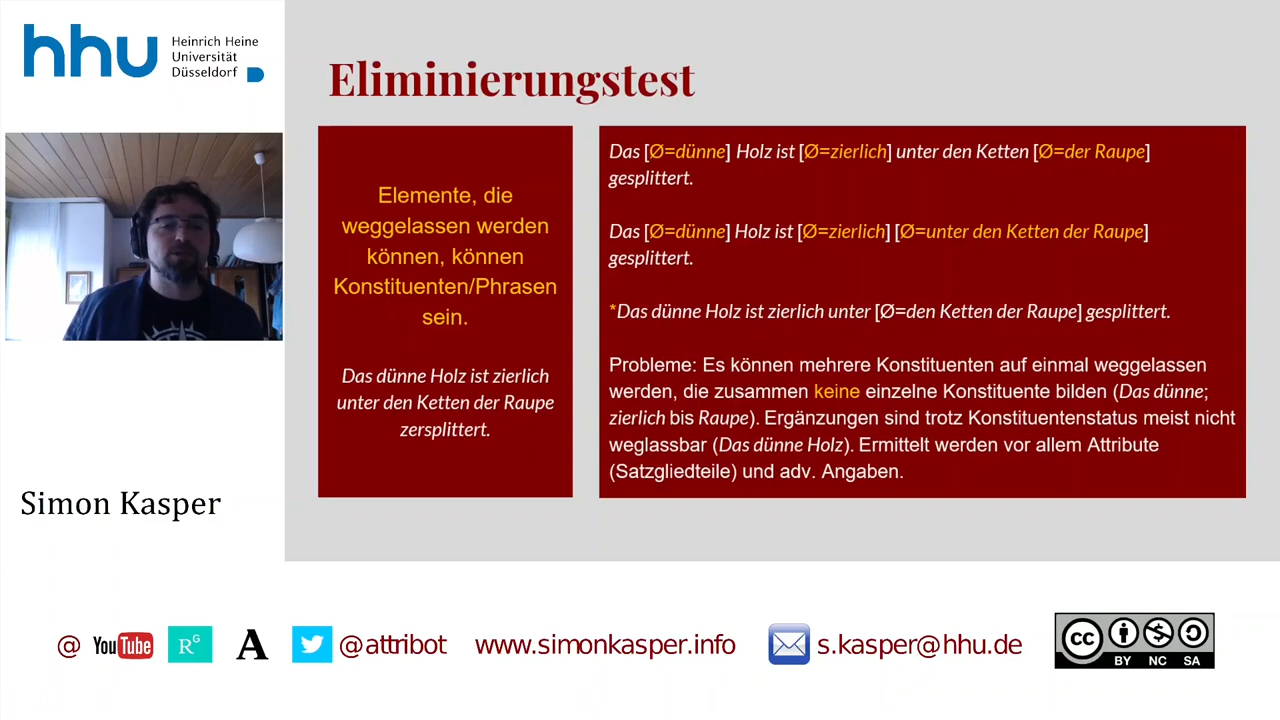 hhu
Heinrich Heine
Universität
Düsseldorf
Simon Kasper
Eliminierungstest
Elemente, die
weggelassen werden
können, können
Konstituenten/Phrasen
sein.
Das dünne Holz ist zierlich
unter den Ketten der Raupe
zersplittert.
Das [Ø=dünne] Holz ist [Ø=zierlich] unter den Ketten [Ø=der Raupe]
gesplittert.
Das [Ø=dünne] Holz ist [Ø=zierlich] [Ø=unter den Ketten der Raupe]
gesplittert.
*Das dünne Holz ist zierlich unter [Ø=den Ketten der Raupe] gesplittert.
Probleme: Es können mehrere Konstituenten auf einmal weggelassen
werden, die zusammen keine einzelne Konstituente bilden (Das dünne;
zierlich bis Raupe). Ergänzungen sind trotz Konstituentenstatus meist nicht
weglassbar (Das dünne Holz). Ermittelt werden vor allem Attribute
(Satzgliedteile) und adv. Angaben.
@ YouTube RG A @attribot www.simonkasper.info s.kasper@hhu.de
cc BY NC SA